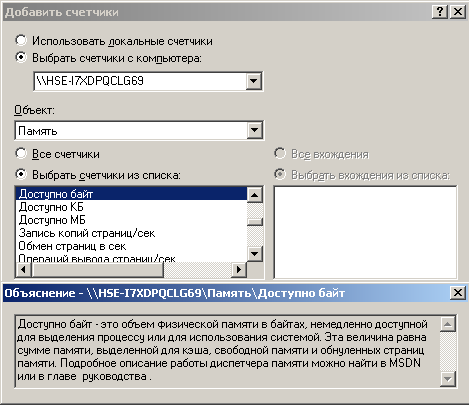 Добавить счетчики
Использовать локальные счетчики
Выбрать счетчики с компьютера:
\\HSE-I7XDPQCLG69
Объект:
Память
Все счетчики
Все вхождения
Выбрать счетчики из списка:
Выбрать вхождения из списка:
Доступно байт
Доступно КБ
Доступно МБ
Запись копий страниц/сек
Обмен страниц в сек
Операций вывода страниц/сек
Объяснение - \\HSE-I7XDPQCLG69\Память\Доступно байт
Доступно байт - это объем физической памяти в байтах, немедленно доступной
для выделения процессу или для использования системой. Эта величина равна
сумме памяти, выделенной для кэша, свободной памяти и обнуленных страниц
памяти. Подробное описание работы диспетчера памяти можно найти в MSDN
или в главе руководства .